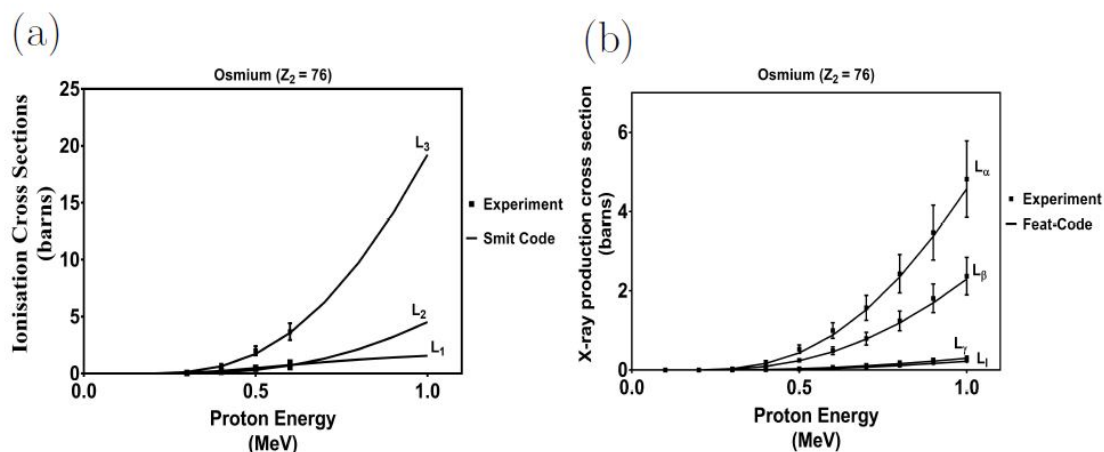 (a)
Osmium (Z2 = 76)
Ionisation Cross Sections
(barns)
25
20
15
10
5
0
0.0
0.5
1.0
Proton Energy
(MeV)
L3
L2
L1
Experiment
Smit Code
(b)
Osmium (Z2 = 76)
X-ray production cross section
(barns)
6
4
2
0
0.0
0.5
1.0
Proton Energy
(MeV)
Lα
Lβ
Lγ
Ll
Experiment
Feat-Code